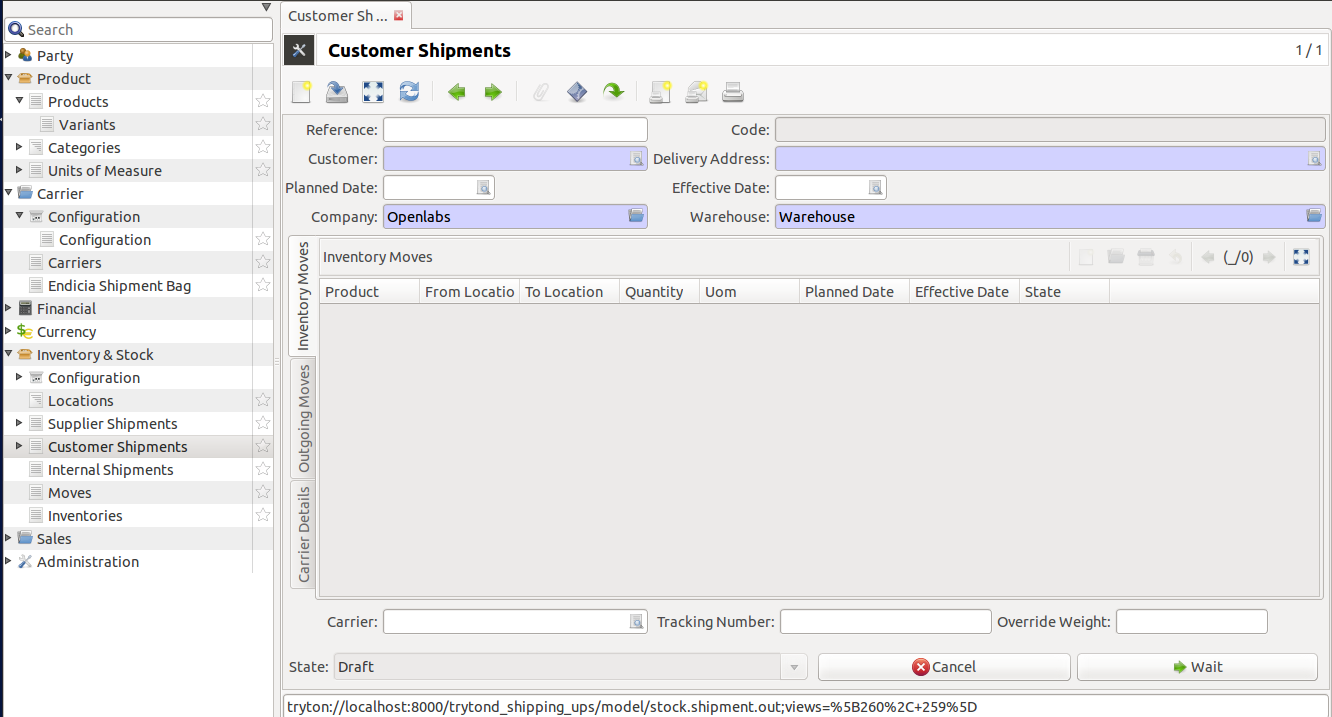 Search
Party
Product
Products
Variants
Categories
Units of Measure
Carrier
Configuration
Configuration
Carriers
Endicia Shipment Bag
Financial
Currency
Inventory & Stock
Configuration
Locations
Supplier Shipments
Customer Shipments
Internal Shipments
Moves
Inventories
Sales
Administration
Customer Sh ...
Customer Shipments 1 / 1
Reference: Code:
Customer: Delivery Address:
Planned Date: Effective Date:
Company: Openlabs Warehouse: Warehouse
Inventory Moves
Outgoing Moves
Carrier Details
Inventory Moves (_/0)
Product From Locatio To Location Quantity Uom Planned Date Effective Date State
Carrier: Tracking Number: Override Weight:
State: Draft Cancel Wait
tryton://localhost:8000/trytond_shipping_ups/model/stock.shipment.out;views=%5B260%2C+259%5D